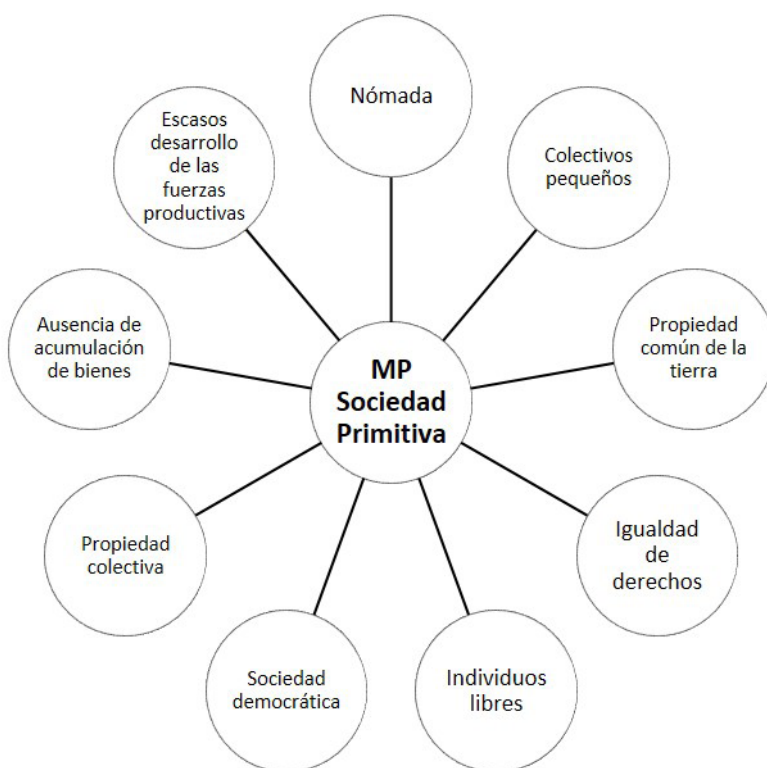 Nómada
Colectivos
pequeños
Propiedad
común de la
tierra
Igualdad
de
derechos
Individuos
libres
Sociedad
democrática
Propiedad
colectiva
Ausencia de
acumulación
de bienes
Escasos
desarrollo
de las
fuerzas
productivas
MP
Sociedad
Primitiva